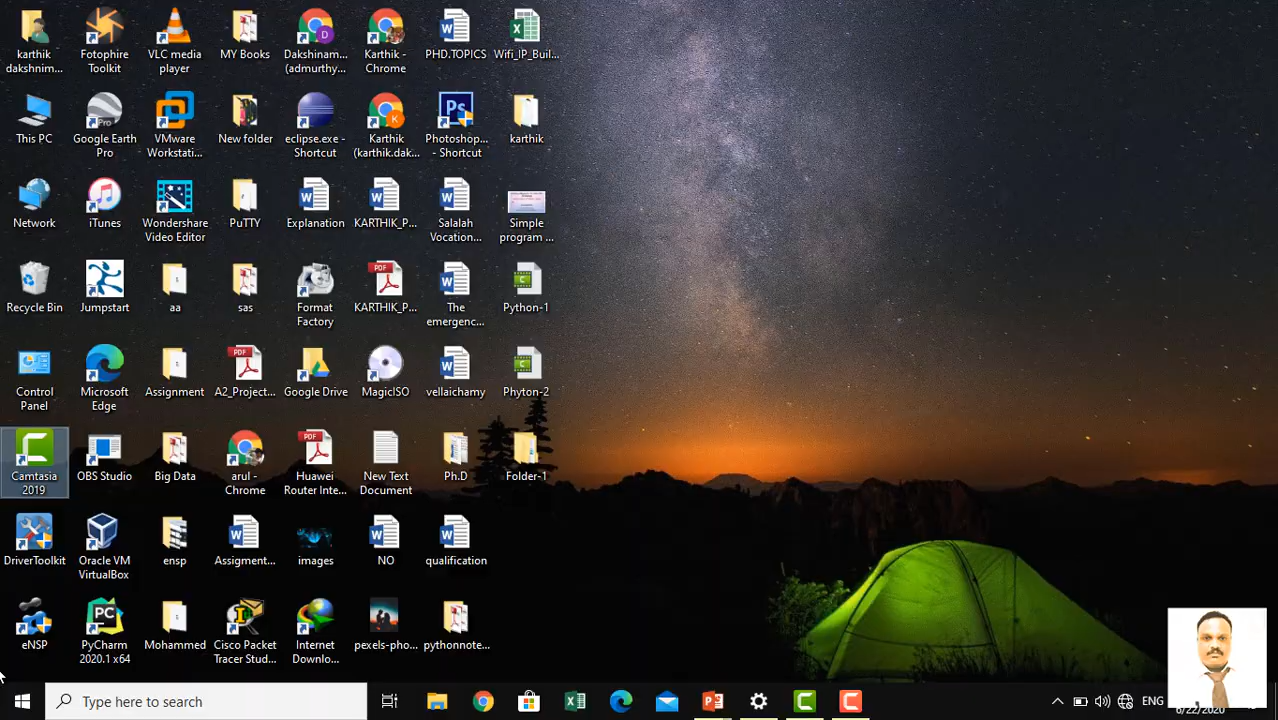 karthik
dakshnim...
Fotophire
Toolkit
VLC media
player
MY Books
Dakshinam...
(admurthy...
Karthik -
Chrome
PHD.TOPICS
Wifi_IP_Buil...
This PC
Google Earth
Pro
VMware
Workstati...
New folder
eclipse.exe -
Shortcut
Karthik
(karthik.dak...
Photoshop...
- Shortcut
karthik
Network
iTunes
Wondershare
Video Editor
PuTTY
Explanation
KARTHIK_P...
Salalah
Vocation...
Simple
program ...
Recycle Bin
Jumpstart
aa
sas
Format
Factory
KARTHIK_P...
The
emergenc...
Python-1
Control
Panel
Microsoft
Edge
Assignment
A2_Project...
Google Drive
MagicISO
vellaichamy
Phyton-2
Camtasia
2019
OBS Studio
Big Data
arul -
Chrome
Huawei
Router Inte...
New Text
Document
Ph.D
Folder-1
DriverToolkit
Oracle VM
VirtualBox
ensp
Assigment...
images
NO
qualification
eNSP
PyCharm
2020.1 x64
Mohammed
Cisco Packet
Tracer Stud...
Internet
Downlo...
pexels-pho...
pythonnote...
Type here to search
ENG
6/22/2020